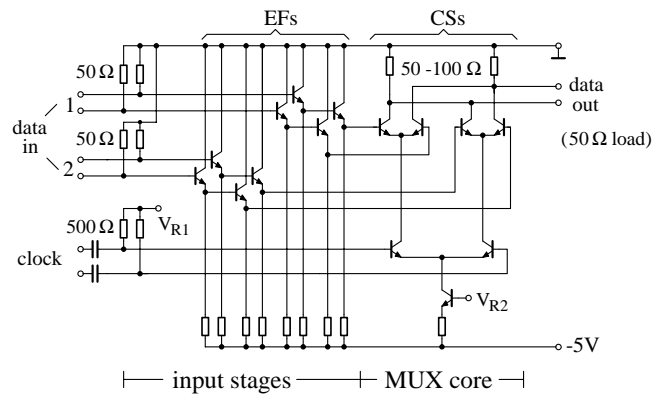 EFs
CSs
50 Ω
50 -100 Ω
data
out
1
data
in
50 Ω
(50 Ω load)
2
500 Ω
V_R1
clock
V_R2
-5V
input stages
MUX core